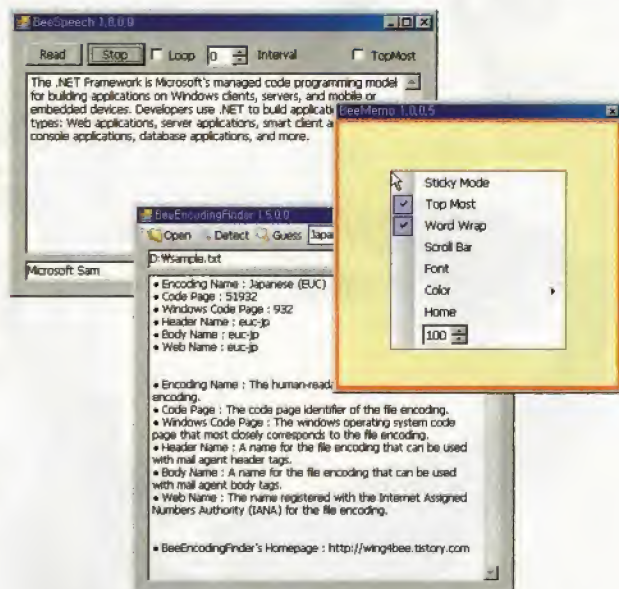 BeeSpeech 1.0.0.0
Read Stop Loop 0 Interval TopMost
The .NET Framework is Microsoft's managed code programming model
for building applications on Windows clients, servers, and mobile or
embedded devices. Developers use .NET to build
types: Web applications, server applications, smart client
console applications, database applications, and more.
Microsoft Sam
BeeMemo 1.0.0.5
Sticky Mode
Top Most
Word Wrap
Scroll Bar
Font
Color
Home
100
BeeEncodingFinder 1.5.0.0
Open Detect Guess
D:₩sample.txt
• Encoding Name : Japanese (EUC)
• Code Page : 51932
• Windows Code Page : 932
• Header Name : euc-jp
• Body Name : euc-jp
• Web Name : euc-jp
• Encoding Name : The
encoding.
• Code Page : The code page identifier of the file encoding.
• Windows Code Page : The windows operating system code
page that most closely corresponds to the file encoding.
• Header Name : A name for the file encoding that can be used
with mail agent header tags.
• Body Name : A name for the file encoding that can be used
with mail agent body tags.
• Web Name : The name registered with the Internet Assigned
Numbers Authority (IANA) for the file encoding.
• BeeEncodingFinder's Homepage : http://wing4bee.tistory.com